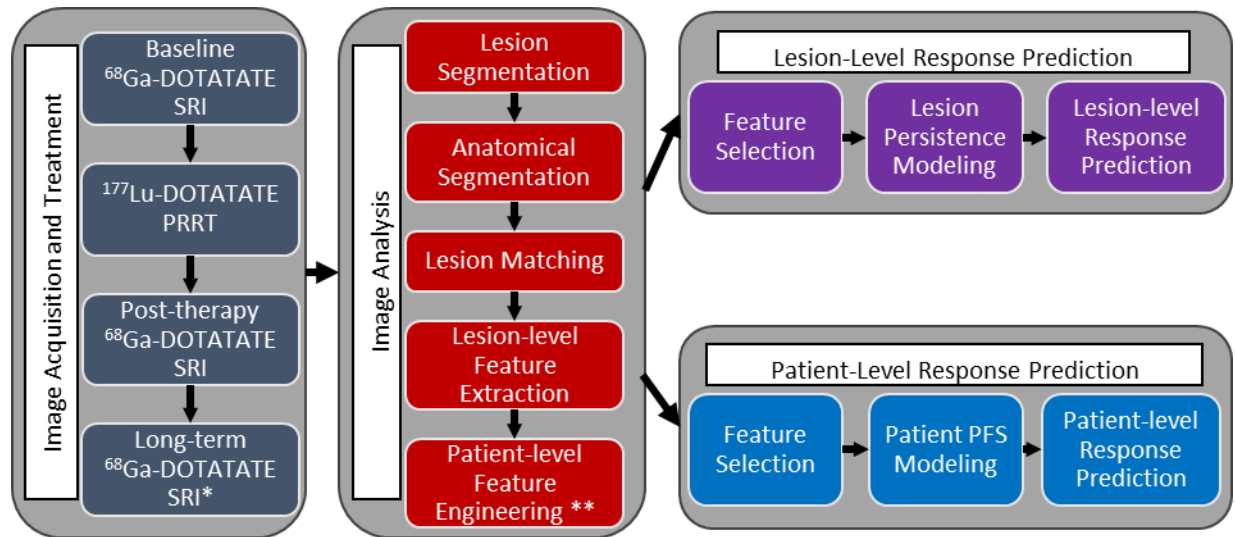 Image Acquisition and Treatment
Baseline
⁶⁸Ga-DOTATATE
SRI
¹⁷⁷Lu-DOTATATE
PRRT
Post-therapy
⁶⁸Ga-DOTATATE
SRI
Long-term
⁶⁸Ga-DOTATATE
SRI*
Image Analysis
Lesion
Segmentation
Anatomical
Segmentation
Lesion Matching
Lesion-level
Feature
Extraction
Patient-level
Feature
Engineering **
Lesion-Level Response Prediction
Feature
Selection
Lesion
Persistence
Modeling
Lesion-level
Response
Prediction
Patient-Level Response Prediction
Feature
Selection
Patient PFS
Modeling
Patient-level
Response
Prediction